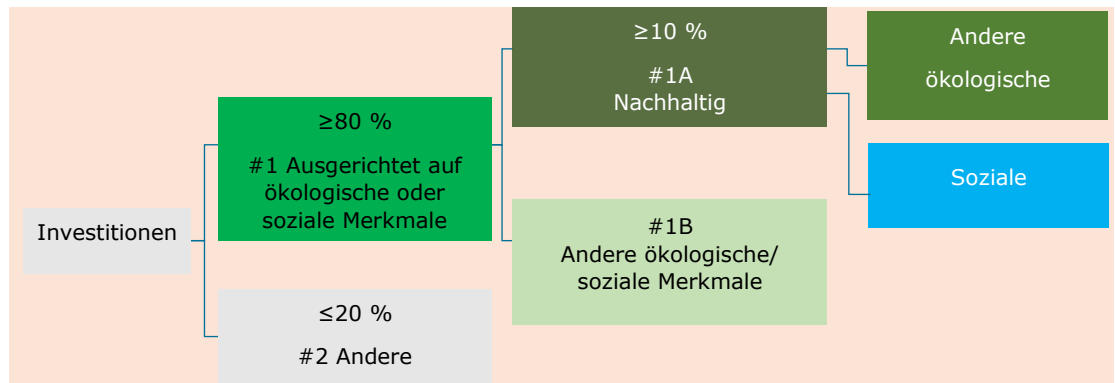 Investitionen
≥80 %
#1 Ausgerichtet auf
ökologische oder
soziale Merkmale
≤20 %
#2 Andere
≥10 %
#1A
Nachhaltig
#1B
Andere ökologische/
soziale Merkmale
Andere
ökologische
Soziale